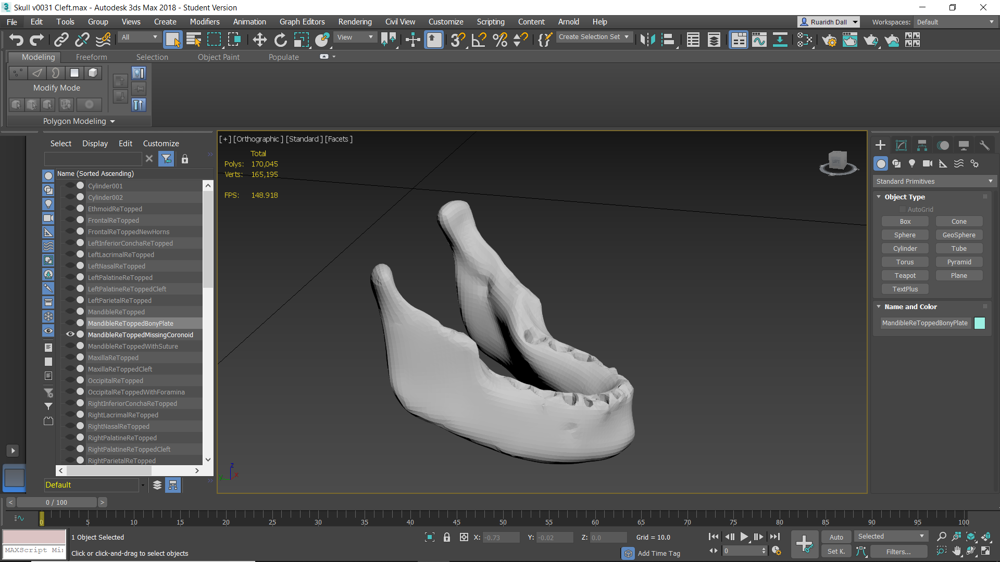 Skull v0031 Cleft.max - Autodesk 3ds Max 2018 - Student Version
File Edit Tools Group Views Create Modifiers Animation Graph Editors Rendering Civil View Customize Scripting Content Arnold Help
Ruaridh Dall
Workspaces: Default
All
View
Create Selection Set
Modeling Freeform Selection Object Paint Populate
Modify Mode
Polygon Modeling
Select Display Edit Customize
Name (Sorted Ascending)
Cylinder001
Cylinder002
EthmoidReTopped
FrontalReTopped
FrontalReToppedNewHorns
LeftInferiorConchaReTopped
LeftLacrimalReTopped
LeftNasalReTopped
LeftPalatineReTopped
LeftPalatineReToppedCleft
LeftParietalReTopped
MandibleReTopped
MandibleReToppedBonyPlate
MandibleReToppedMissingCoronoid
MandibleReToppedWithSuture
MaxillaReTopped
MaxillaReToppedCleft
OccipitalReTopped
OccipitalReToppedWithForamina
RightInferiorConchaReTopped
RightLacrimalReTopped
RightNasalReTopped
RightPalatineReTopped
RightPalatineReToppedCleft
RightParietalReTopped
Default
[+] [Orthographic ] [Standard ] [Facets ]
Total
Polys: 170,045
Verts: 165,195
FPS: 148.918
LEFT
z
x
y
Standard Primitives
Object Type
AutoGrid
Box Cone
Sphere GeoSphere
Cylinder Tube
Torus Pyramid
Teapot Plane
TextPlus
Name and Color
MandibleReToppedBonyPlate
< 0 / 100 >
0 5 10 15 20 25 30 35 40 45 50 55 60 65 70 75 80 85 90 95 100
1 Object Selected
MAXScript Mi
Click or click-and-drag to select objects
X: -0.73 Y: -0.02 Z: 0.0 Grid = 10.0
Add Time Tag
0
Auto Selected
Set K. Filters...